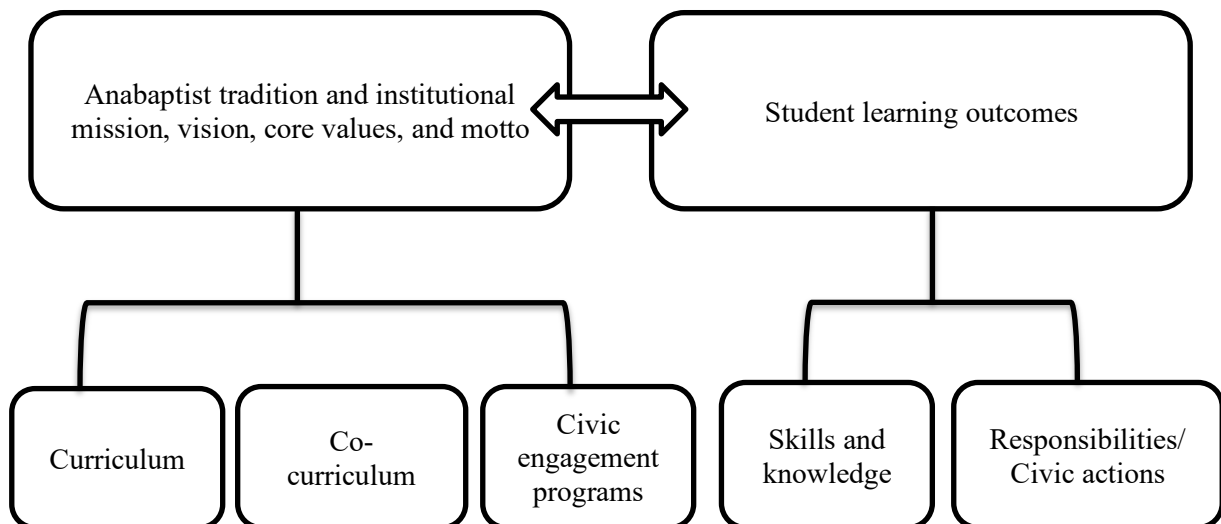 Anabaptist tradition and institutional
mission, vision, core values, and motto
Student learning outcomes
Curriculum
Co-
curriculum
Civic
engagement
programs
Skills and
knowledge
Responsibilities/
Civic actions